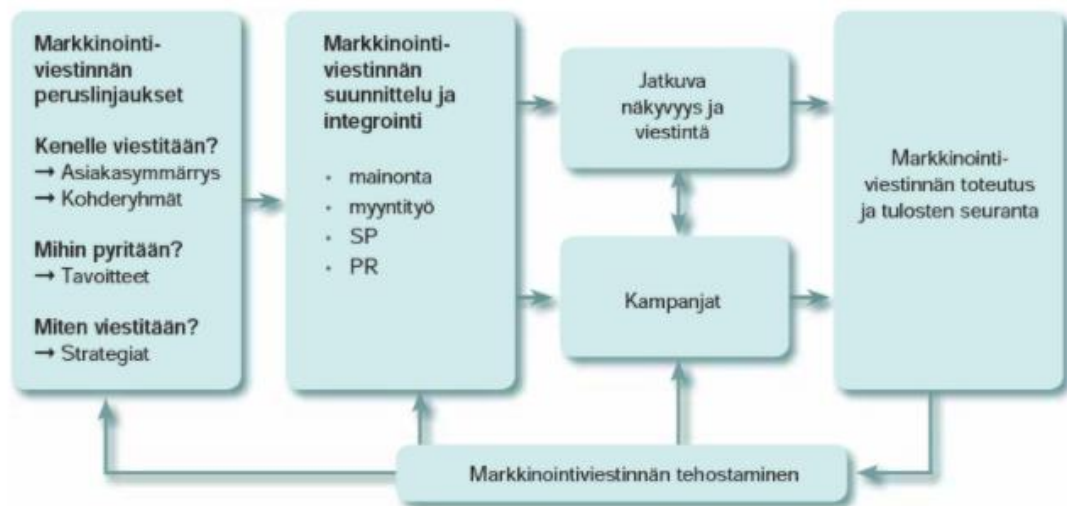 Markkinointi-
viestinnän
peruslinjaukset
Kenelle viestitään?
→ Asiakasymmärrys
→ Kohderyhmät
Mihin pyritään?
→ Tavoitteet
Miten viestitään?
→ Strategiat
Markkinointi-
viestinnän
suunnittelu ja
integrointi
• mainonta
• myyntityö
• SP
• PR
Jatkuva
näkyvyys ja
viestintä
Kampanjat
Markkinointi-
viestinnän toteutus
ja tulosten seuranta
Markkinointiviestinnän tehostaminen